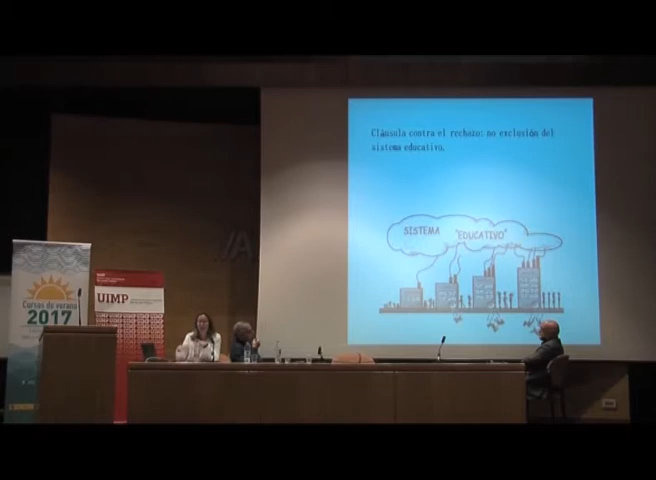 Cláusula contra el rechazo: no exclusión del
sistema educativo.
SISTEMA "EDUCATIVO"
Cursos de verano
2017
UIMP